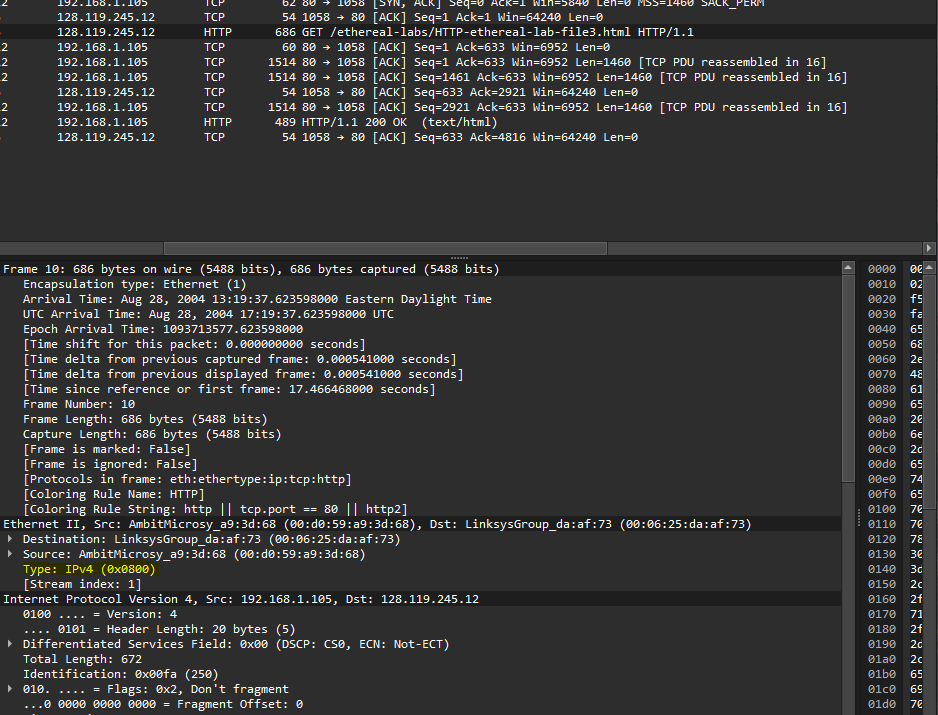 2 192.168.1.105 TCP 62 80 → 1058 [SYN, ACK] Seq=0 Ack=1 Win=5840 Len=0 MSS=1460 SACK_PERM
128.119.245.12 TCP 54 1058 → 80 [ACK] Seq=1 Ack=1 Win=64240 Len=0
128.119.245.12 HTTP 686 GET /ethereal-labs/HTTP-ethereal-lab-file3.html HTTP/1.1
2 192.168.1.105 TCP 60 80 → 1058 [ACK] Seq=1 Ack=633 Win=6952 Len=0
2 192.168.1.105 TCP 1514 80 → 1058 [ACK] Seq=1 Ack=633 Win=6952 Len=1460 [TCP PDU reassembled in 16]
2 192.168.1.105 TCP 1514 80 → 1058 [ACK] Seq=1461 Ack=633 Win=6952 Len=1460 [TCP PDU reassembled in 16]
128.119.245.12 TCP 54 1058 → 80 [ACK] Seq=633 Ack=2921 Win=64240 Len=0
2 192.168.1.105 TCP 1514 80 → 1058 [ACK] Seq=2921 Ack=633 Win=6952 Len=1460 [TCP PDU reassembled in 16]
2 192.168.1.105 HTTP 489 HTTP/1.1 200 OK (text/html)
128.119.245.12 TCP 54 1058 → 80 [ACK] Seq=633 Ack=4816 Win=64240 Len=0
Frame 10: 686 bytes on wire (5488 bits), 686 bytes captured (5488 bits)
Encapsulation type: Ethernet (1)
Arrival Time: Aug 28, 2004 13:19:37.623598000 Eastern Daylight Time
UTC Arrival Time: Aug 28, 2004 17:19:37.623598000 UTC
Epoch Arrival Time: 1093713577.623598000
[Time shift for this packet: 0.000000000 seconds]
[Time delta from previous captured frame: 0.000541000 seconds]
[Time delta from previous displayed frame: 0.000541000 seconds]
[Time since reference or first frame: 17.466468000 seconds]
Frame Number: 10
Frame Length: 686 bytes (5488 bits)
Capture Length: 686 bytes (5488 bits)
[Frame is marked: False]
[Frame is ignored: False]
[Protocols in frame: eth:ethertype:ip:tcp:http]
[Coloring Rule Name: HTTP]
[Coloring Rule String: http || tcp.port == 80 || http2]
Ethernet II, Src: AmbitMicrosy_a9:3d:68 (00:d0:59:a9:3d:68), Dst: LinksysGroup_da:af:73 (00:06:25:da:af:73)
Destination: LinksysGroup_da:af:73 (00:06:25:da:af:73)
Source: AmbitMicrosy_a9:3d:68 (00:d0:59:a9:3d:68)
Type: IPv4 (0x0800)
[Stream index: 1]
Internet Protocol Version 4, Src: 192.168.1.105, Dst: 128.119.245.12
0100 .... = Version: 4
.... 0101 = Header Length: 20 bytes (5)
Differentiated Services Field: 0x00 (DSCP: CS0, ECN: Not-ECT)
Total Length: 672
Identification: 0x00fa (250)
010. .... = Flags: 0x2, Don't fragment
...0 0000 0000 0000 = Fragment Offset: 0
0000 00
0010 02
0020 f5
0030 fa
0040 65
0050 68
0060 2e
0070 48
0080 61
0090 65
00a0 20
00b0 6e
00c0 2d
00d0 65
00e0 74
00f0 65
0100 70
0110 70
0120 78
0130 30
0140 3d
0150 2c
0160 2f
0170 71
0180 2f
0190 2d
01a0 2c
01b0 65
01c0 69
01d0 70